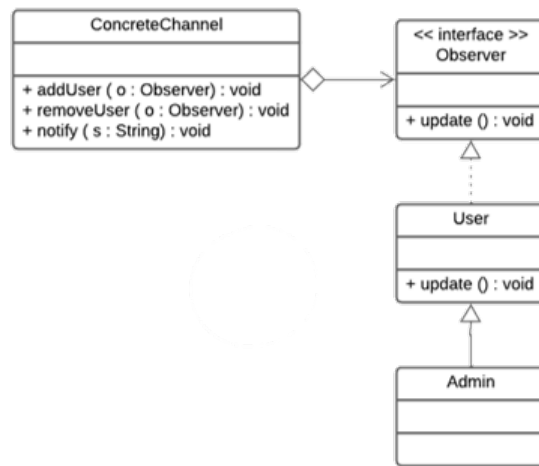 ConcreteChannel
+ addUser ( o : Observer) : void
+ removeUser ( o : Observer) : void
+ notify ( s : String) : void
<< interface >>
Observer
+ update () : void
User
+ update () : void
Admin